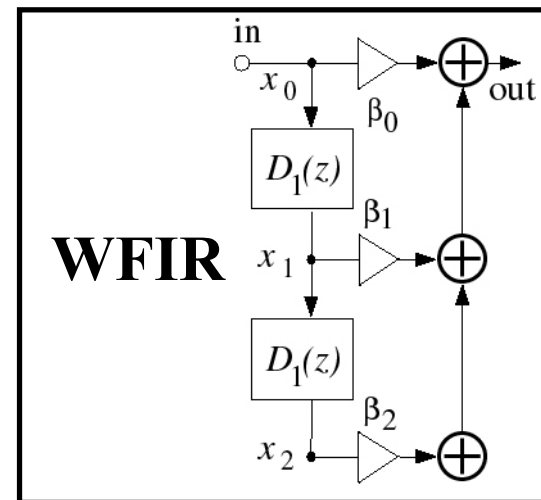 in
x₀
β₀
out
D₁(z)
β₁
WFIR
x₁
D₁(z)
β₂
x₂